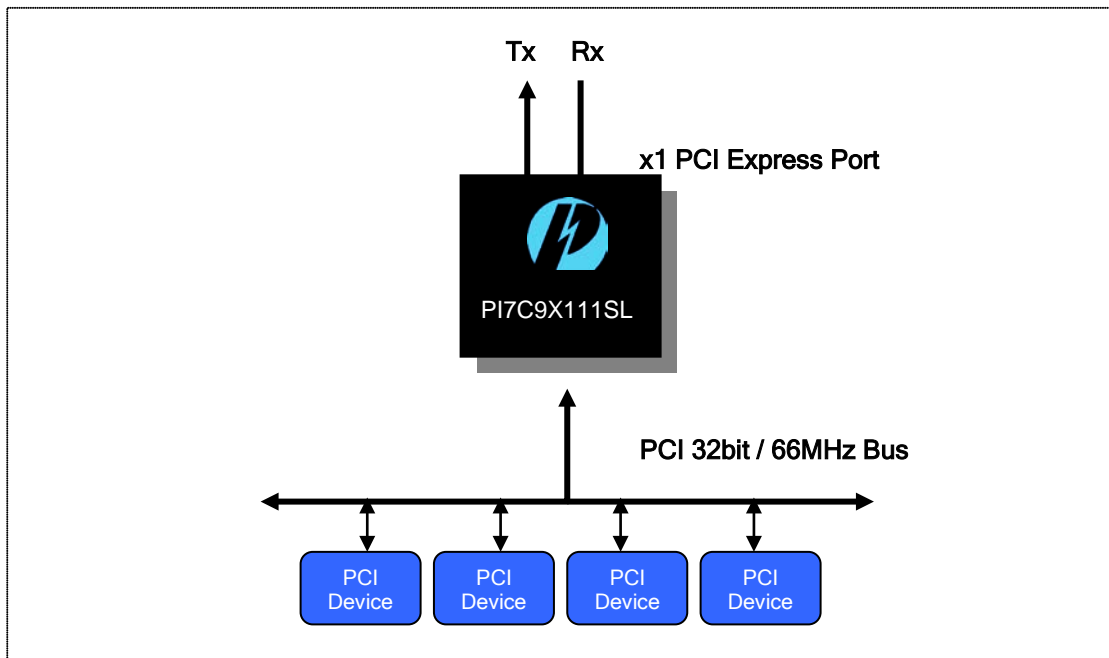 Tx Rx
x1 PCI Express Port
PI7C9X111SL
PCI 32bit / 66MHz Bus
PCI
Device
PCI
Device
PCI
Device
PCI
Device